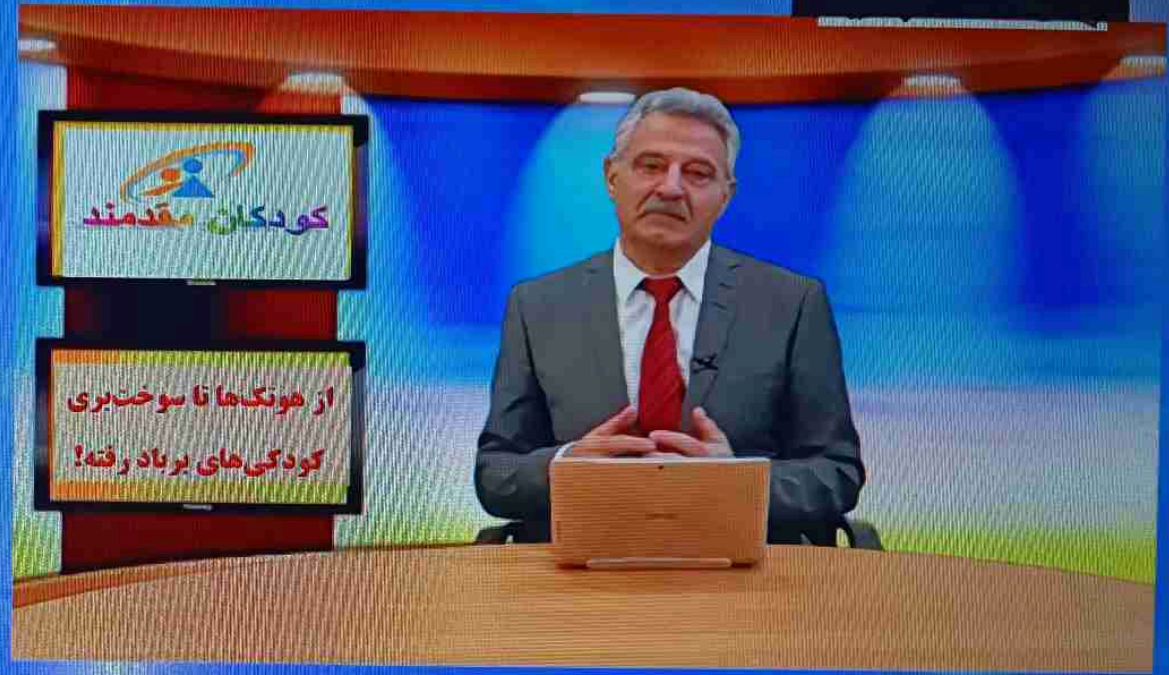 کودکان مقدمند
از هوتک‌ها تا سوخت‌بری
کودکی‌های برباد رفته!